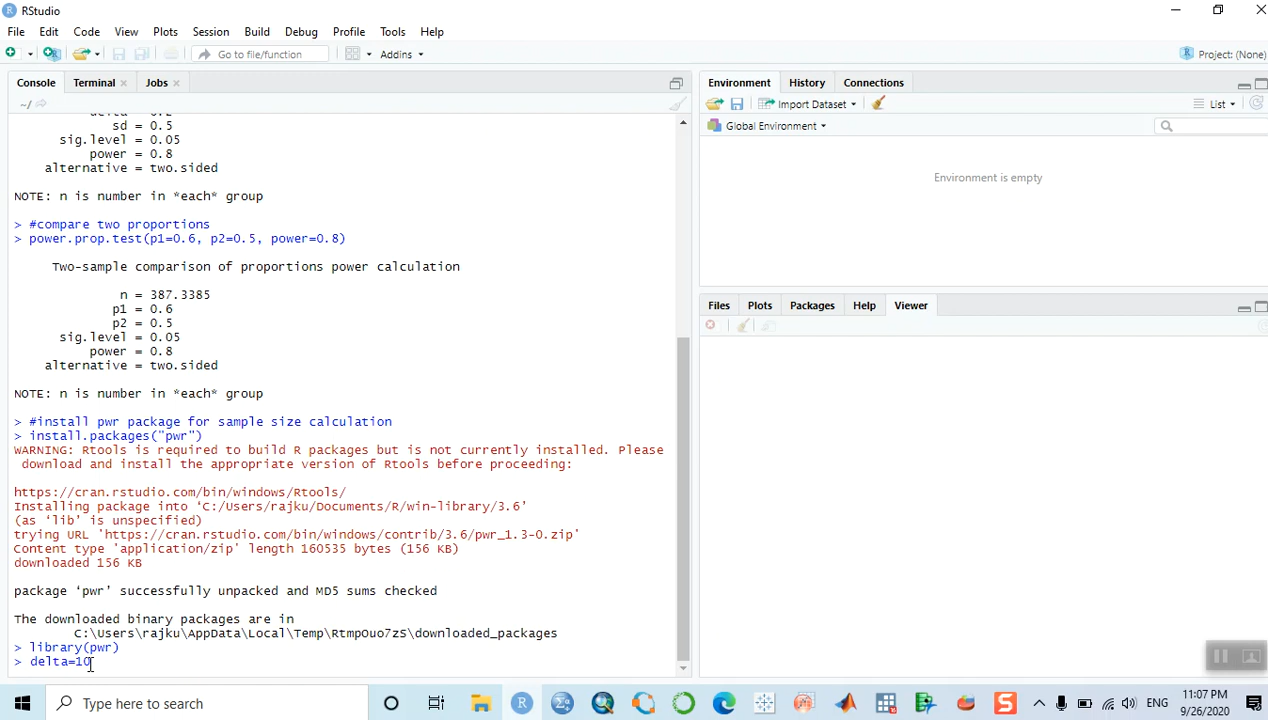 RStudio
File Edit Code View Plots Session Build Debug Profile Tools Help
Go to file/function Addins Project: (None)
Console Terminal Jobs
~/
sd = 0.5
sig.level = 0.05
power = 0.8
alternative = two.sided
NOTE: n is number in *each* group
> #compare two proportions
> power.prop.test(p1=0.6, p2=0.5, power=0.8)
Two-sample comparison of proportions power calculation
n = 387.3385
p1 = 0.6
p2 = 0.5
sig.level = 0.05
power = 0.8
alternative = two.sided
NOTE: n is number in *each* group
> #install pwr package for sample size calculation
> install.packages("pwr")
WARNING: Rtools is required to build R packages but is not currently installed. Please
download and install the appropriate version of Rtools before proceeding:
https://cran.rstudio.com/bin/windows/Rtools/
Installing package into ‘C:/Users/rajku/Documents/R/win-library/3.6’
(as ‘lib’ is unspecified)
trying URL 'https://cran.rstudio.com/bin/windows/contrib/3.6/pwr_1.3-0.zip'
Content type 'application/zip' length 160535 bytes (156 KB)
downloaded 156 KB
package ‘pwr’ successfully unpacked and MD5 sums checked
The downloaded binary packages are in
C:\Users\rajku\AppData\Local\Temp\RtmpOuo7zS\downloaded_packages
> library(pwr)
> delta=10
Environment History Connections
Import Dataset List
Global Environment
Environment is empty
Files Plots Packages Help Viewer
Type here to search
ENG
11:07 PM
9/26/2020